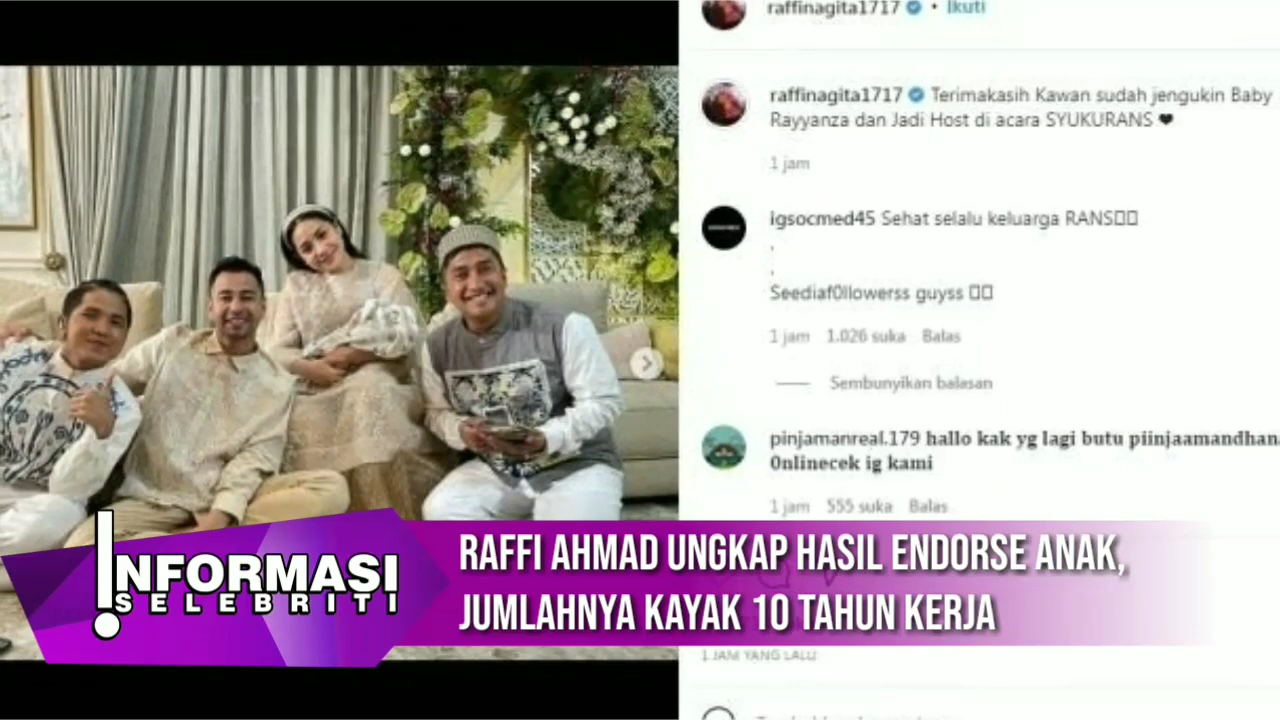 raffinagita1717 • Ikuti
raffinagita1717 Terimakasih Kawan sudah jengukin Baby
Rayyanza dan Jadi Host di acara SYUKURANS ❤
1 jam
igsocmed45 Sehat selalu keluarga RANS
.
.
Seediaf0llowerss guyss
1 jam 1.026 suka Balas
Sembunyikan balasan
pinjamanreal.179 hallo kak yg lagi butu piinjaamandhana
0nlinecek ig kami
1 jam 555 suka Balas
INFORMASI
SELEBRITI
RAFFI AHMAD UNGKAP HASIL ENDORSE ANAK,
JUMLAHNYA KAYAK 10 TAHUN KERJA
1 JAM YANG LALU